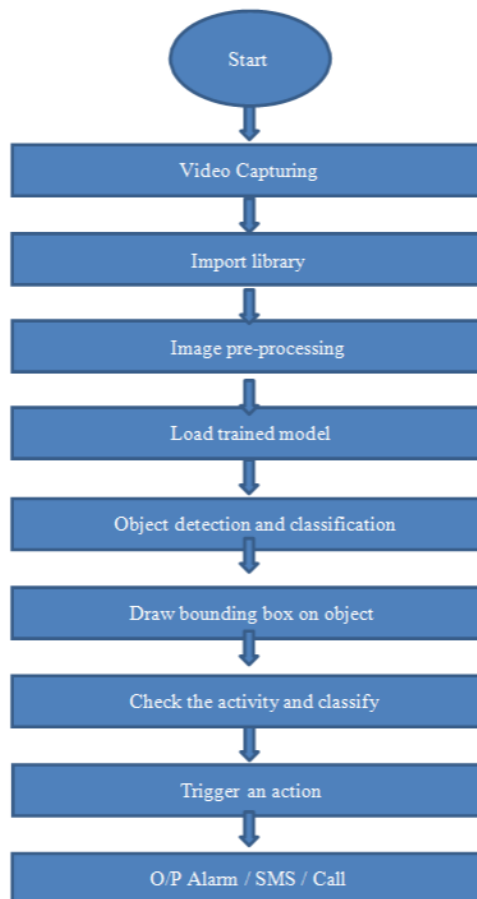 Start
Video Capturing
Import library
Image pre-processing
Load trained model
Object detection and classification
Draw bounding box on object
Check the activity and classify
Trigger an action
O/P Alarm / SMS / Call